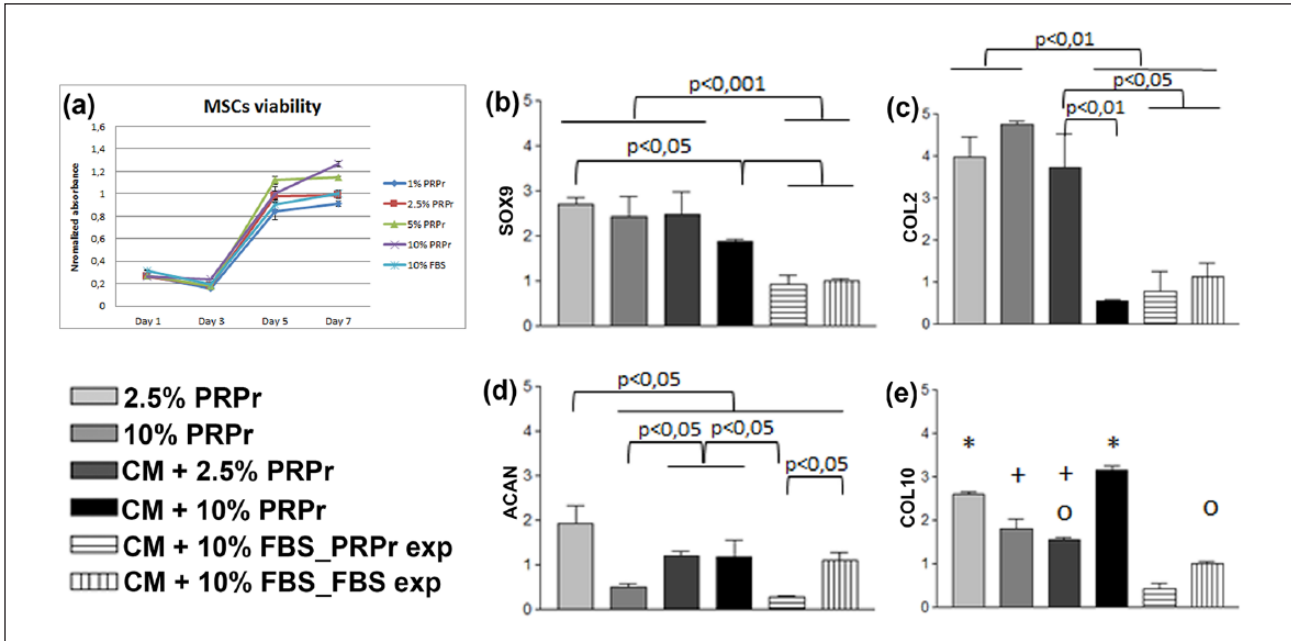 (a)
MSCs viability
Nromalized absorbance
1,6
1,4
1,2
1
0,8
0,6
0,4
0,2
0
Day 1 Day 3 Day 5 Day 7
1% PRPr
2.5% PRPr
5% PRPr
10% PRPr
10% FBS
(b)
SOX9
5
4
3
2
1
0
p<0,001
p<0,05
(c)
COL2
5
4
3
2
1
0
p<0,01
p<0,05
p<0,01
2.5% PRPr
10% PRPr
CM + 2.5% PRPr
CM + 10% PRPr
CM + 10% FBS_PRPr exp
CM + 10% FBS_FBS exp
(d)
ACAN
5
4
3
2
1
0
p<0,05
p<0,05 p<0,05
p<0,05
(e)
COL10
5
4
3
2
1
0
* *
+ +
O O